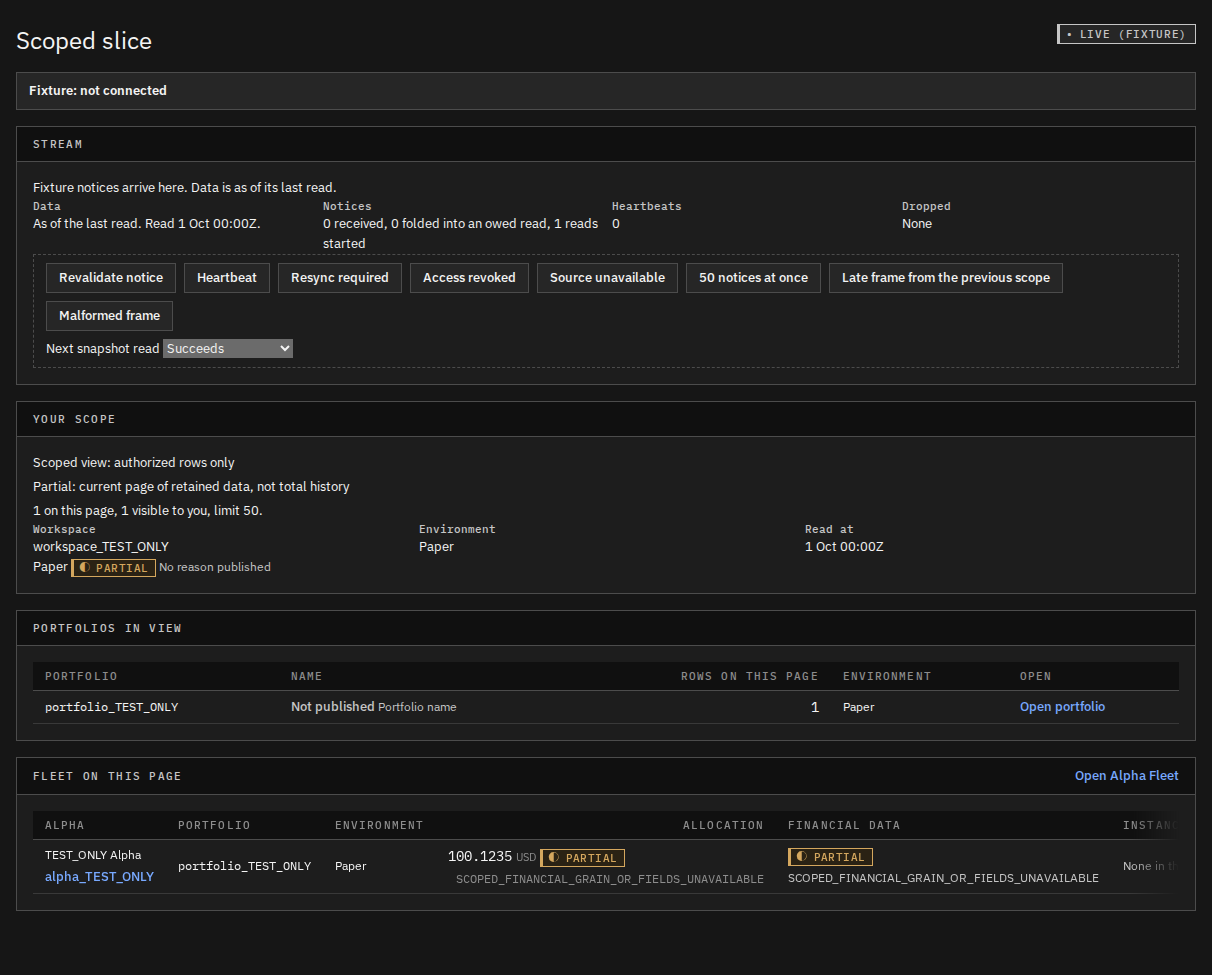 Scoped slice
• LIVE (FIXTURE)
Fixture: not connected
STREAM
Fixture notices arrive here. Data is as of its last read.
Data
As of the last read. Read 1 Oct 00:00Z.
Notices
0 received, 0 folded into an owed read, 1 reads
started
Heartbeats
0
Dropped
None
Revalidate notice
Heartbeat
Resync required
Access revoked
Source unavailable
50 notices at once
Late frame from the previous scope
Malformed frame
Next snapshot read Succeeds
YOUR SCOPE
Scoped view: authorized rows only
Partial: current page of retained data, not total history
1 on this page, 1 visible to you, limit 50.
Workspace
workspace_TEST_ONLY
Environment
Paper
Read at
1 Oct 00:00Z
Paper PARTIAL No reason published
PORTFOLIOS IN VIEW
PORTFOLIO NAME ROWS ON THIS PAGE ENVIRONMENT OPEN
portfolio_TEST_ONLY Not published Portfolio name 1 Paper Open portfolio
FLEET ON THIS PAGE
Open Alpha Fleet
ALPHA PORTFOLIO ENVIRONMENT ALLOCATION FINANCIAL DATA INSTANC
TEST_ONLY Alpha
alpha_TEST_ONLY
portfolio_TEST_ONLY
Paper
100.1235 USD PARTIAL
SCOPED_FINANCIAL_GRAIN_OR_FIELDS_UNAVAILABLE
PARTIAL
SCOPED_FINANCIAL_GRAIN_OR_FIELDS_UNAVAILABLE
None in th